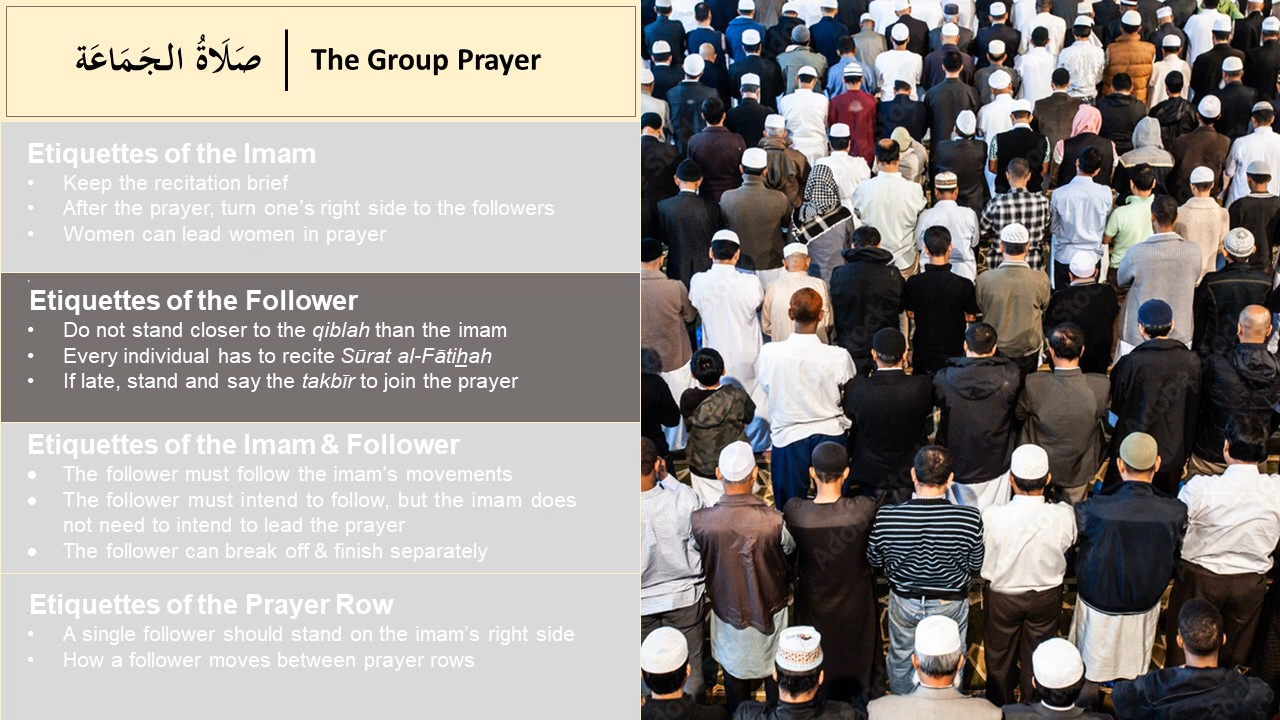 صَلَاةُ الجَمَاعَة
The Group Prayer
Etiquettes of the Imam
• Keep the recitation brief
• After the prayer, turn one’s right side to the followers
• Women can lead women in prayer
Etiquettes of the Follower
• Do not stand closer to the qiblah than the imam
• Every individual has to recite Sūrat al-Fātihah
• If late, stand and say the takbīr to join the prayer
Etiquettes of the Imam & Follower
● The follower must follow the imam’s movements
● The follower must intend to follow, but the imam does
not need to intend to lead the prayer
● The follower can break off & finish separately
Etiquettes of the Prayer Row
• A single follower should stand on the imam’s right side
• How a follower moves between prayer rows